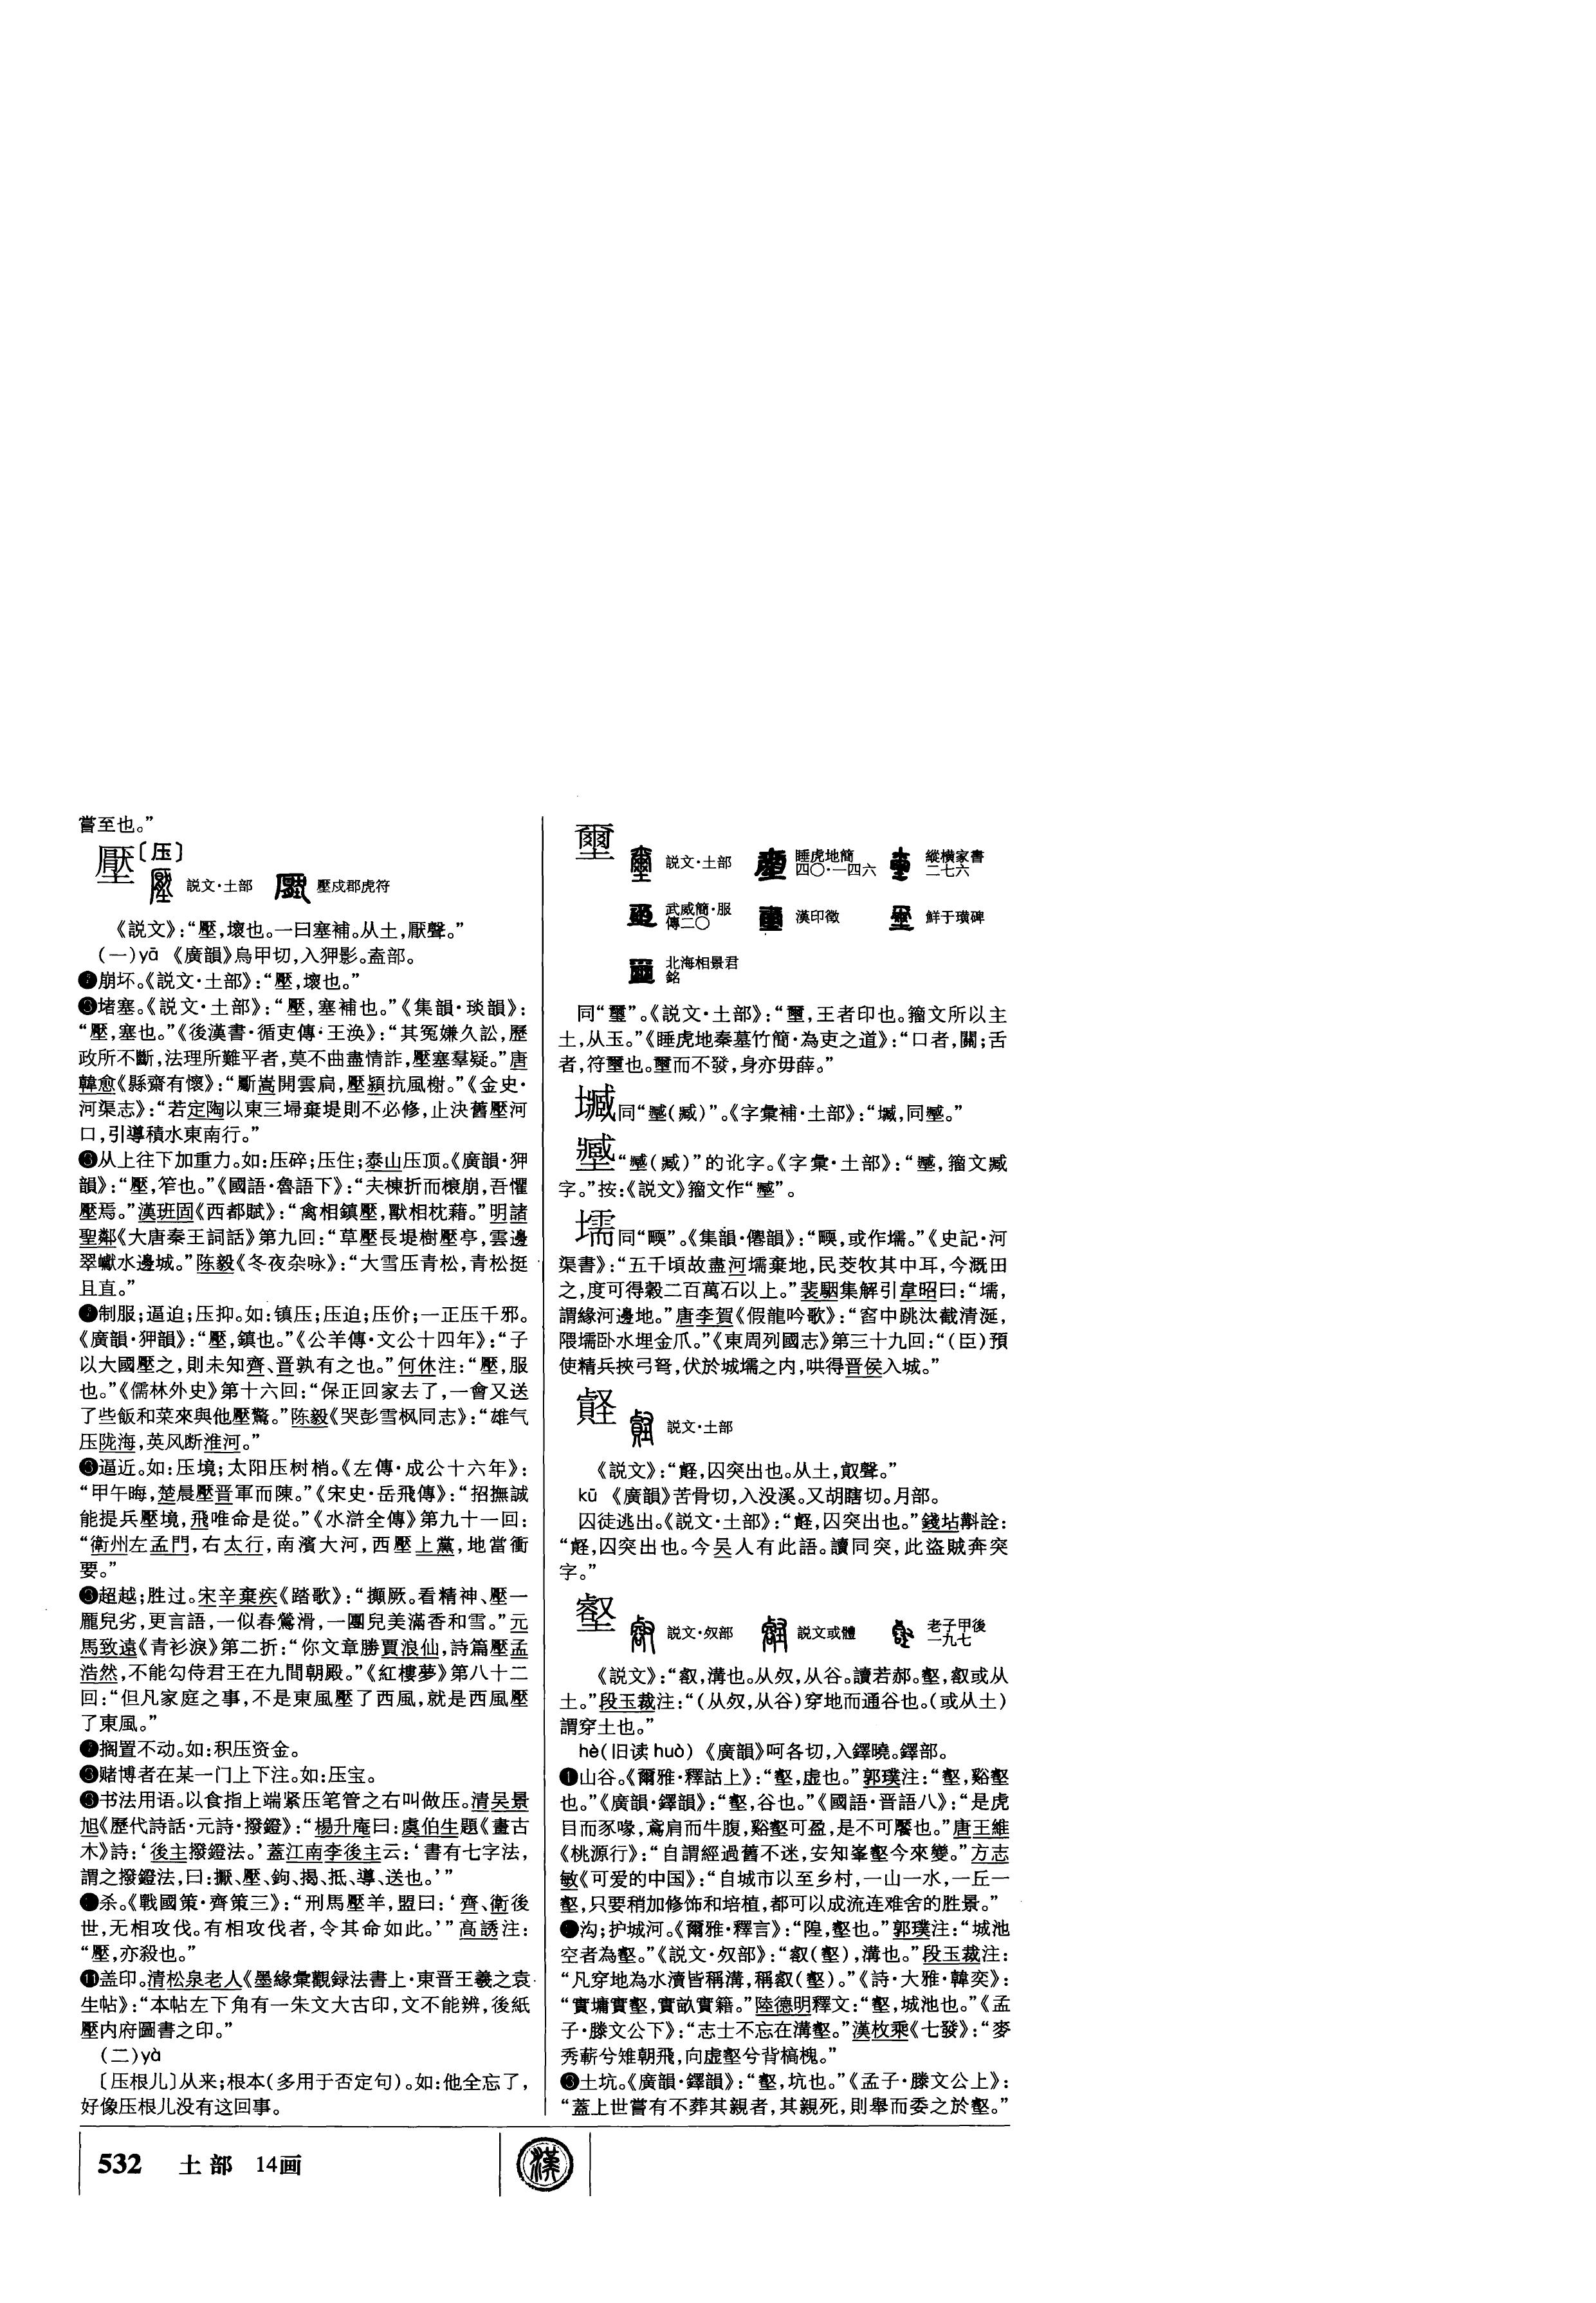 嘗至也。”
壓〔压〕
説文·土部 壓戍郡虎符
《説文》：“壓，壞也。一曰塞補。从土，厭聲。”
(一)yā 《廣韻》烏甲切，入狎影。盍部。
崩坏。《説文·土部》：“壓，壞也。”
堵塞。《説文·土部》：“壓，塞補也。”《集韻·琰韻》：
“壓，塞也。”《後漢書·循吏傳·王涣》：“其冤嫌久訟，歷
政所不斷，法理所難平者，莫不曲盡情詐，壓塞羣疑。”唐
韓愈《縣齋有懷》：“斸嵩開雲扃，壓潁抗風榭。”《金史·
河渠志》：“若定陶以東三埽棄堤則不必修，止決舊壓河
口，引導積水東南行。”
从上往下加重力。如：压碎；压住；泰山压顶。《廣韻·狎
韻》：“壓，笮也。”《國語·魯語下》：“夫棟折而榱崩，吾懼
壓焉。”漢班固《西都賦》：“禽相鎮壓，獸相枕藉。”明諸
聖鄰《大唐秦王詞話》第九回：“草壓長堤樹壓亭，雲邊
翠巘水邊城。”陈毅《冬夜杂咏》：“大雪压青松，青松挺
且直。”
制服；逼迫；压抑。如：镇压；压迫；压价；一正压千邪。
《廣韻·狎韻》：“壓，鎮也。”《公羊傳·文公十四年》：“子
以大國壓之，則未知齊、晋孰有之也。”何休注：“壓，服
也。”《儒林外史》第十六回：“保正回家去了，一會又送
了些飯和菜來與他壓驚。”陈毅《哭彭雪枫同志》：“雄气
压陇海，英风断淮河。”
逼近。如：压境；太阳压树梢。《左傳·成公十六年》：
“甲午晦，楚晨壓晋軍而陳。”《宋史·岳飛傳》：“招撫誠
能提兵壓境，飛唯命是從。”《水滸全傳》第九十一回：
“衛州左孟門，右太行，南濱大河，西壓上黨，地當衝
要。”
超越；胜过。宋辛棄疾《踏歌》：“攧厥。看精神、壓一
龐兒劣，更言語，一似春鶯滑，一團兒美滿香和雪。”元
馬致遠《青衫淚》第二折：“你文章勝賈浪仙，詩篇壓孟
浩然，不能勾侍君王在九間朝殿。”《紅樓夢》第八十二
回：“但凡家庭之事，不是東風壓了西風，就是西風壓
了東風。”
搁置不动。如：积压资金。
赌博者在某一门上下注。如：压宝。
书法用语。以食指上端紧压笔管之右叫做压。清吴景
旭《歷代詩話·元詩·撥鐙》：“楊升庵曰：虞伯生題《畫古
木》詩：‘後主撥鐙法。’蓋江南李後主云：‘書有七字法，
謂之撥鐙法，曰：擫、壓、鉤、揭、抵、導、送也。’”
杀。《戰國策·齊策三》：“刑馬壓羊，盟曰：‘齊、衛後
世，无相攻伐。有相攻伐者，令其命如此。’”高誘注：
“壓，亦殺也。”
⓫盖印。清松泉老人《墨緣彙觀録法書上·東晋王羲之袁
生帖》：“本帖左下角有一朱文大古印，文不能辨，後紙
壓内府圖書之印。”
(二)yà
〔压根儿〕从来；根本(多用于否定句)。如：他全忘了，
好像压根儿没有这回事。
壐
説文·土部 睡虎地簡四〇·一四六 縱横家書二七六
武威簡·服傳二〇 漢印徵 鮮于璜碑
北海相景君銘
同“璽”。《説文·土部》：“壐，王者印也。籀文所以主
土，从玉。”《睡虎地秦墓竹簡·為吏之道》：“口者，關；舌
者，符壐也。壐而不發，身亦毋薛。”
同“（臧）”。《字彙補·土部》：“，同。”
“（臧）”的讹字。《字彙·土部》：“，籀文臧
字。”按：《説文》籀文作“”。
壖同“㬉”。《集韻·僊韻》：“，或作壖。”《史記·河
渠書》：“五千頃故盡河壖棄地，民茭牧其中耳，今溉田
之，度可得穀二百萬石以上。”裴駰集解引韋昭曰：“壖，
謂緣河邊地。”唐李賀《假龍吟歌》：“窞中跳汰截清涎，
隈壖卧水埋金爪。”《東周列國志》第三十九回：“（臣）預
使精兵挾弓弩，伏於城壖之内，哄得晋侯入城。”
説文·土部
《説文》：“，囚突出也。从土，㕡聲。”
kū 《廣韻》苦骨切，入没溪。又胡瞎切。月部。
囚徒逃出。《説文·土部》：“，囚突出也。”錢坫斠詮：
“，囚突出也。今吴人有此語。讀同突，此盜賊奔突
字。”
壑
説文·㕡部 説文或體 老子甲後一九七
《説文》：“叡，溝也。从㕡，从谷。讀若郝。壑，叡或从
土。”段玉裁注：“（从㕡，从谷）穿地而通谷也。（或从土）
謂穿土也。”
hè(旧读huò) 《廣韻》呵各切，入鐸曉。鐸部。
❶山谷。《爾雅·釋詁上》：“壑，虚也。”郭璞注：“壑，谿壑
也。”《廣韻·鐸韻》：“壑，谷也。”《國語·晋語八》：“是虎
目而豕喙，鳶肩而牛腹，谿壑可盈，是不可饜也。”唐王維
《桃源行》：“自謂經過舊不迷，安知峯壑今來變。”方志
敏《可爱的中国》：“自城市以至乡村，一山一水，一丘一
壑，只要稍加修饰和培植，都可以成流连难舍的胜景。”
沟；护城河。《爾雅·釋言》：“隍，壑也。”郭璞注：“城池
空者為壑。”《説文·㕡部》：“叡（壑），溝也。”段玉裁注：
“凡穿地為水瀆皆稱溝，稱叡（壑）。”《詩·大雅·韓奕》：
“實墉實壑，實畝實籍。”陸德明釋文：“壑，城池也。”《孟
子·滕文公下》：“志士不忘在溝壑。”漢枚乘《七發》：“麥
秀蔪兮雉朝飛，向虚壑兮背槁槐。”
❸土坑。《廣韻·鐸韻》：“壑，坑也。”《孟子·滕文公上》：
“蓋上世嘗有不葬其親者，其親死，則舉而委之於壑。”
532 土部 14画
漢